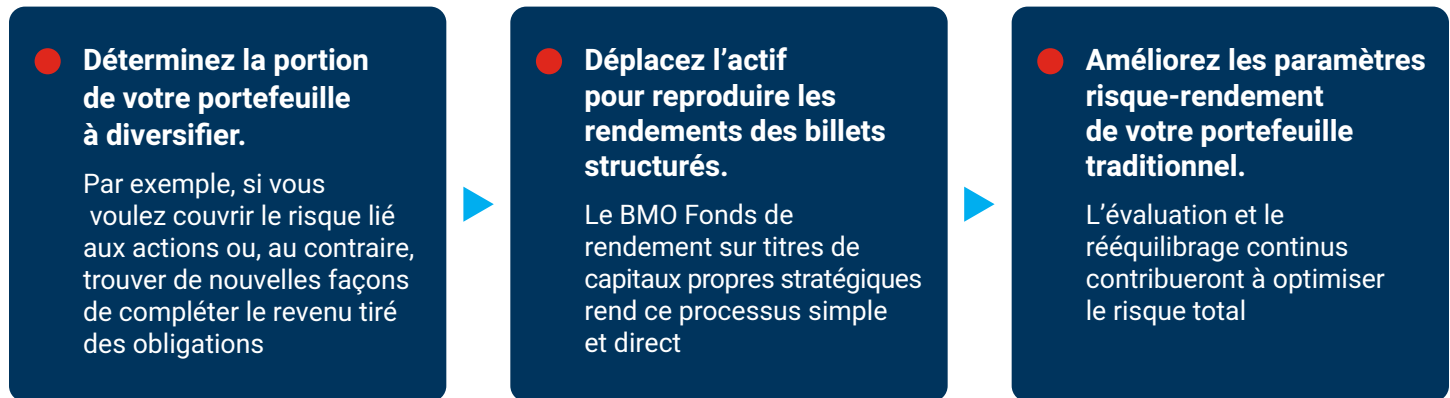 Déterminez la portion
de votre portefeuille
à diversifier.
Par exemple, si vous
voulez couvrir le risque lié
aux actions ou, au contraire,
trouver de nouvelles façons
de compléter le revenu tiré
des obligations
Déplacez l’actif
pour reproduire les
rendements des billets
structurés.
Le BMO Fonds de
rendement sur titres de
capitaux propres stratégiques
rend ce processus simple
et direct
Améliorez les paramètres
risque-rendement
de votre portefeuille
traditionnel.
L’évaluation et le
rééquilibrage continus
contribueront à optimiser
le risque total